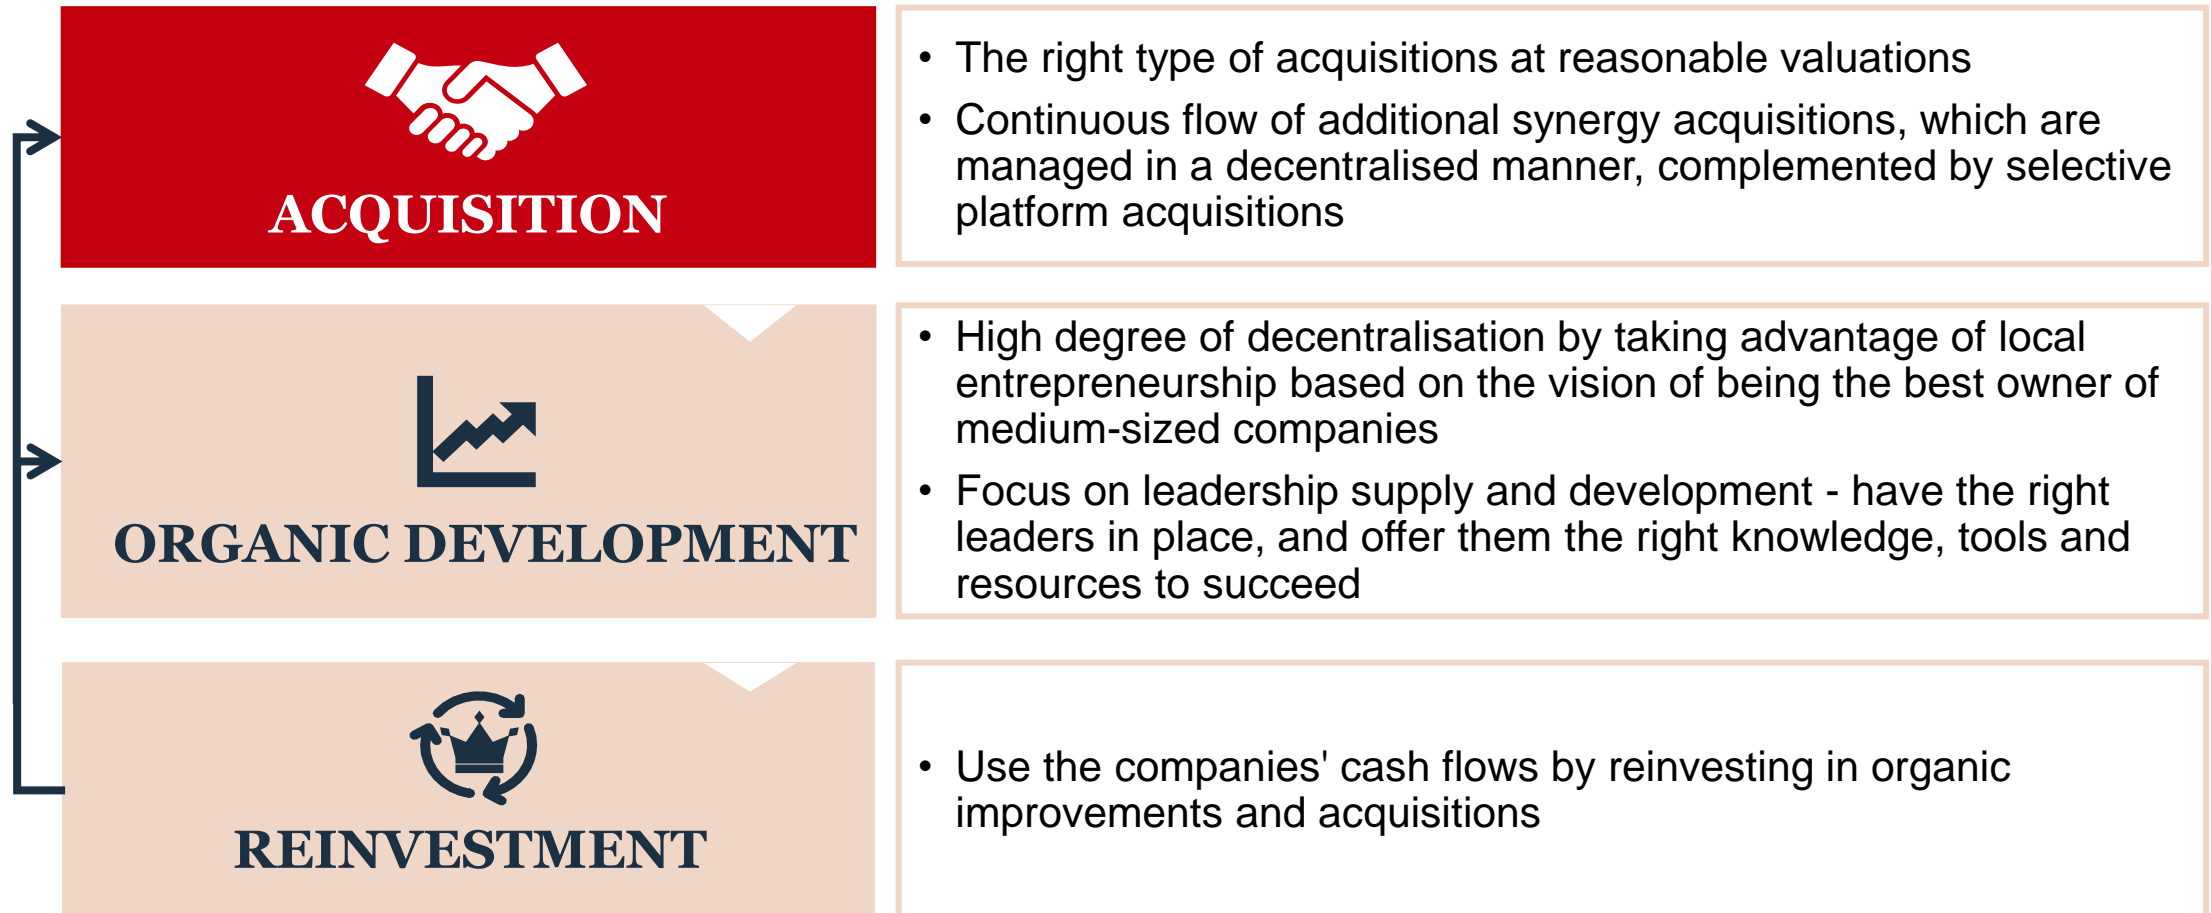 ACQUISITION
• The right type of acquisitions at reasonable valuations
• Continuous flow of additional synergy acquisitions, which are
managed in a decentralised manner, complemented by selective
platform acquisitions
ORGANIC DEVELOPMENT
• High degree of decentralisation by taking advantage of local
entrepreneurship based on the vision of being the best owner of
medium-sized companies
• Focus on leadership supply and development - have the right
leaders in place, and offer them the right knowledge, tools and
resources to succeed
REINVESTMENT
• Use the companies' cash flows by reinvesting in organic
improvements and acquisitions